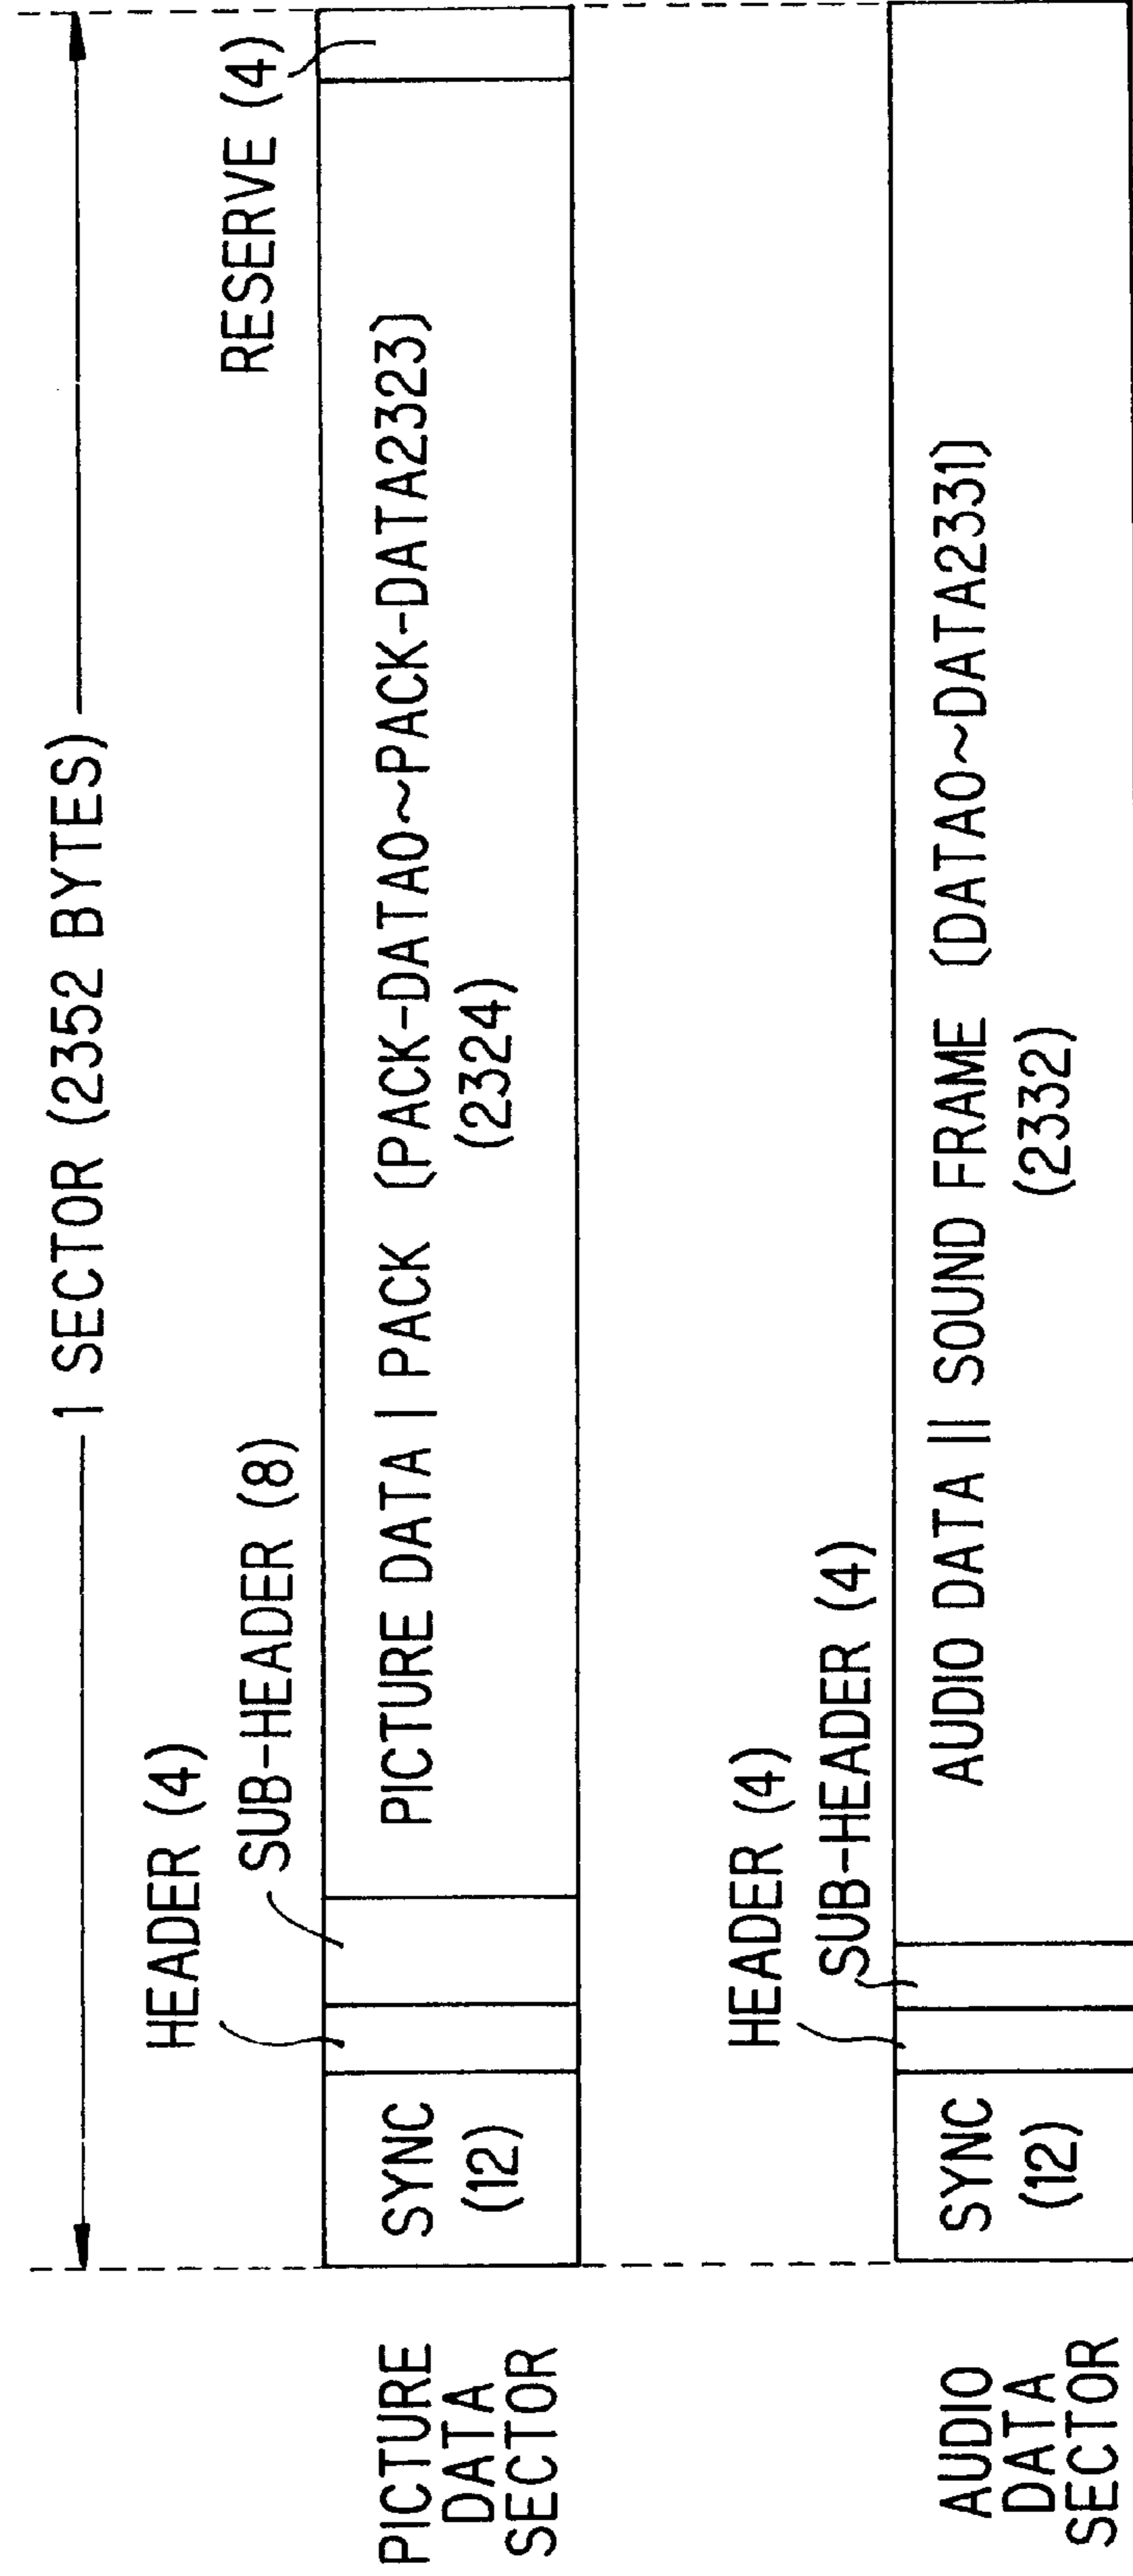 1 SECTOR (2352 BYTES)
HEADER (4)
SUB-HEADER (8)
RESERVE (4)
PICTURE
DATA
SECTOR
SYNC
(12)
PICTURE DATA | PACK (PACK-DATA0~PACK-DATA2323)
(2324)
HEADER (4)
SUB-HEADER (4)
AUDIO
DATA
SECTOR
SYNC
(12)
AUDIO DATA || SOUND FRAME (DATA0~DATA2331)
(2332)